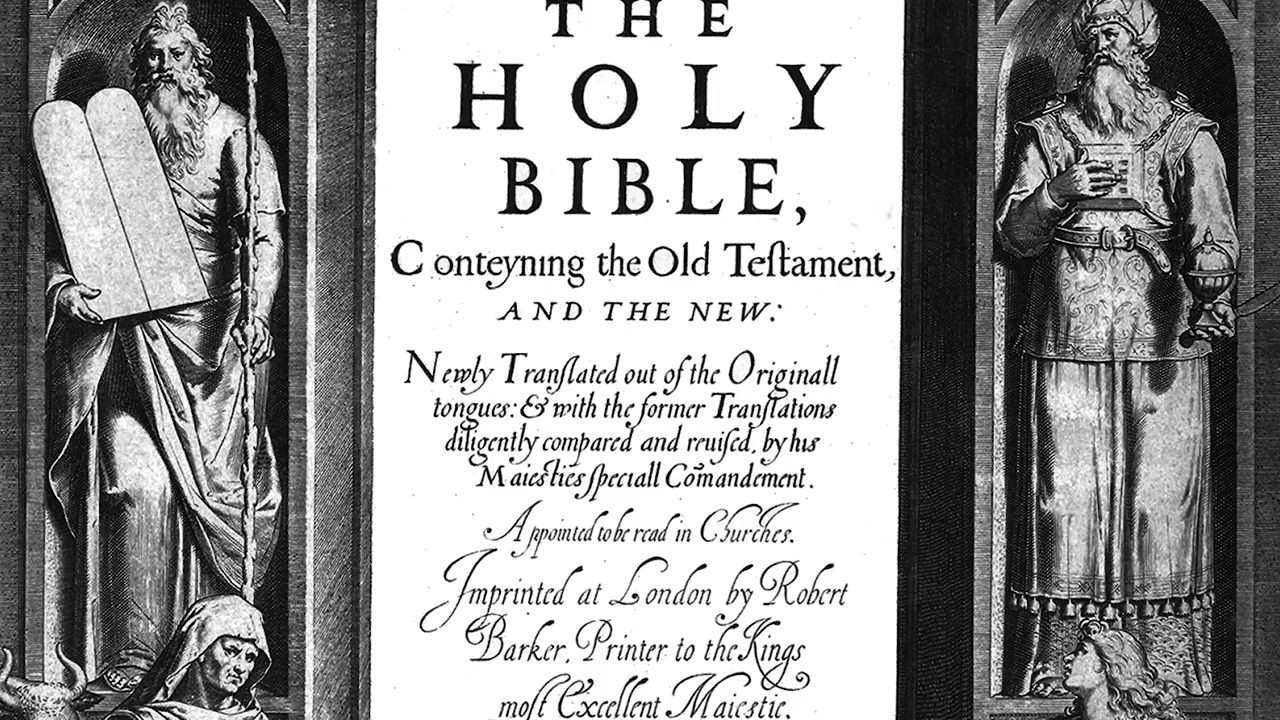 THE
HOLY
BIBLE,
Conteyning the Old Teſtament,
AND THE NEW:
Newly Tranſlated out of the Originall
tongues: & with the former Tranſlations
diligently compared and reuiſed, by his
Maieſties ſpeciall Comandement.
Appointed to be read in Churches.
Imprinted at London by Robert
Barker, Printer to the Kings
moſt Excellent Maieſtie.